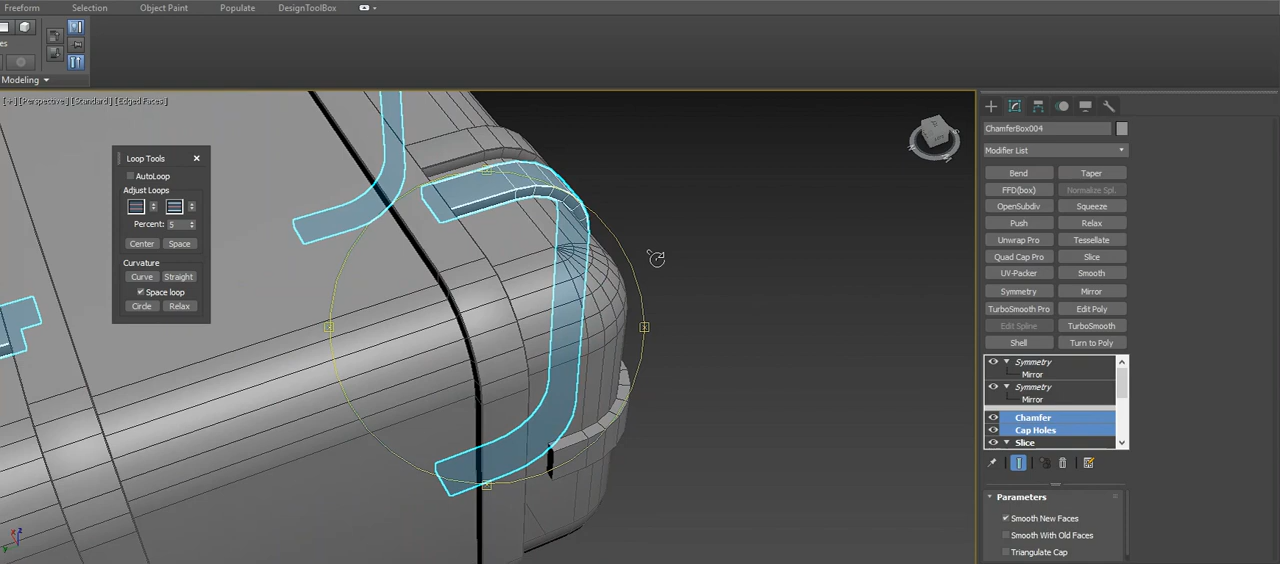 Freeform Selection Object Paint Populate DesignToolBox
es
Modeling
[+] [Perspective] [Standard] [Edged Faces]
Loop Tools
AutoLoop
Adjust Loops
Percent: 5
Center Space
Curvature
Curve Straight
Space loop
Circle Relax
ChamferBox004
Modifier List
Bend Taper
FFD(box) Normalize Spl.
OpenSubdiv Squeeze
Push Relax
Unwrap Pro Tessellate
Quad Cap Pro Slice
UV-Packer Smooth
Symmetry Mirror
TurboSmooth Pro Edit Poly
Edit Spline TurboSmooth
Shell Turn to Poly
Symmetry
Mirror
Symmetry
Mirror
Chamfer
Cap Holes
Slice
Parameters
Smooth New Faces
Smooth With Old Faces
Triangulate Cap
x z
y